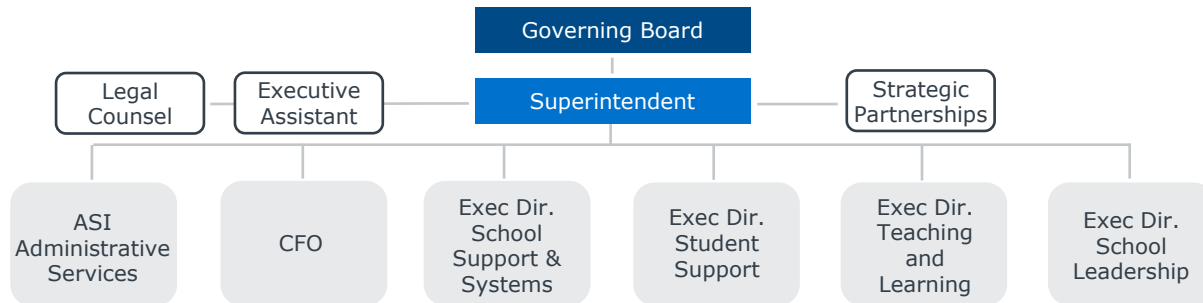 Governing Board
Legal
Counsel
Executive
Assistant
Superintendent
Strategic
Partnerships
ASI
Administrative
Services
CFO
Exec Dir.
School
Support &
Systems
Exec Dir.
Student
Support
Exec Dir.
Teaching
and
Learning
Exec Dir.
School
Leadership